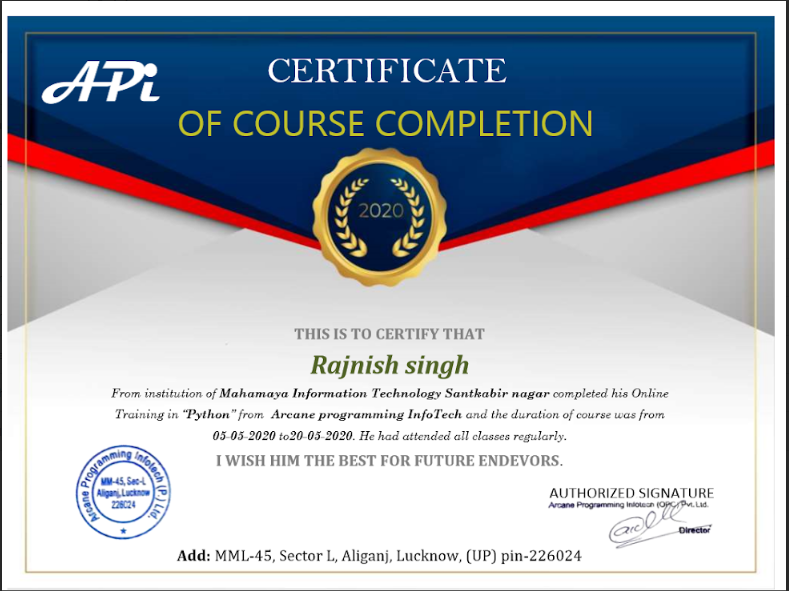 APi
CERTIFICATE
OF COURSE COMPLETION
2020
THIS IS TO CERTIFY THAT
Rajnish singh
From institution of Mahamaya Information Technology Santkabir nagar completed his Online
Training in "Python" from Arcane programming InfoTech and the duration of course was from
05-05-2020 to20-05-2020. He had attended all classes regularly.
I WISH HIM THE BEST FOR FUTURE ENDEVORS.
Arcane Programming Infotech (P.) Ltd.
MM-45, Sec-L
Aliganj,Lucknow
226024
AUTHORIZED SIGNATURE
Arcane Programming Infotech (OPC) Pvt. Ltd.
Director
Add: MML-45, Sector L, Aliganj, Lucknow, (UP) pin-226024